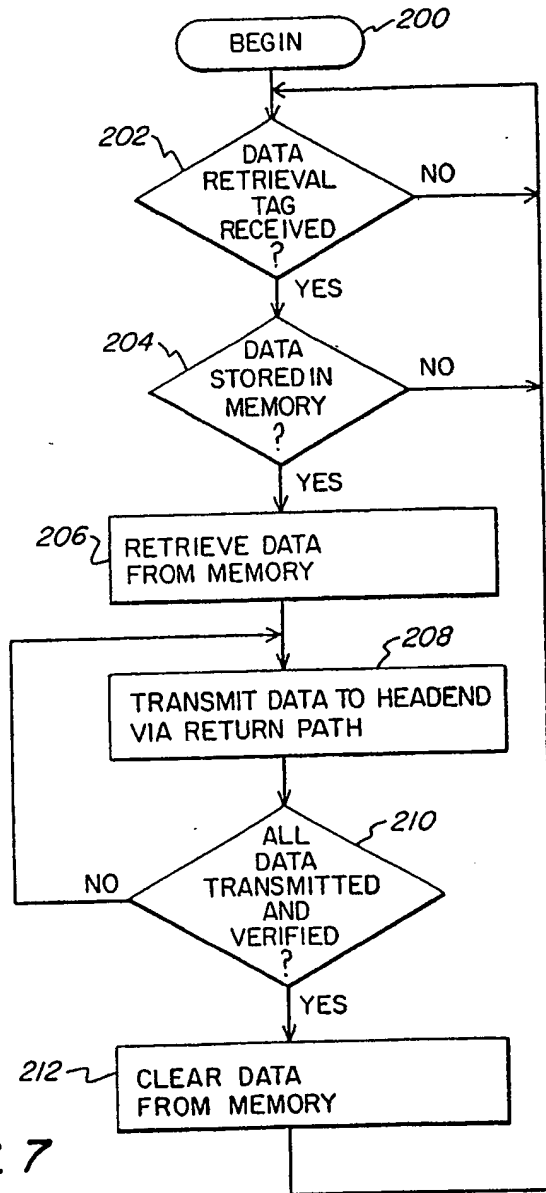 BEGIN
200
202
DATA
RETRIEVAL
TAG
RECEIVED
?
NO
YES
204
DATA
STORED IN
MEMORY
?
NO
YES
206
RETRIEVE DATA
FROM MEMORY
208
TRANSMIT DATA TO HEADEND
VIA RETURN PATH
210
ALL
DATA
TRANSMITTED
AND
VERIFIED
?
NO
YES
212
CLEAR DATA
FROM MEMORY
7